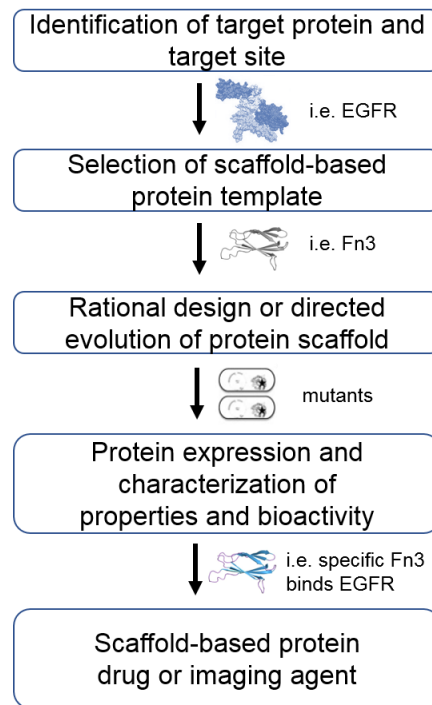 Identification of target protein and
target site
i.e. EGFR
Selection of scaffold-based
protein template
i.e. Fn3
Rational design or directed
evolution of protein scaffold
mutants
Protein expression and
characterization of
properties and bioactivity
i.e. specific Fn3
binds EGFR
Scaffold-based protein
drug or imaging agent